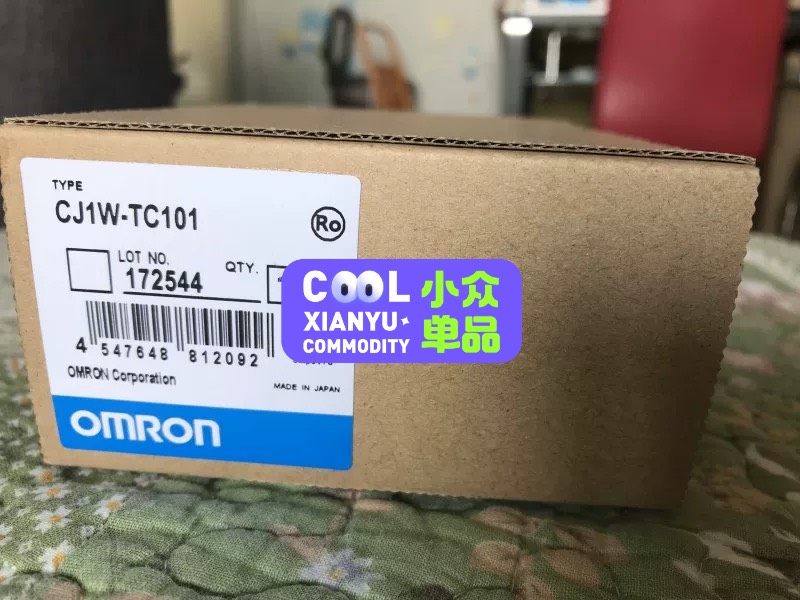 TYPE
CJ1W-TC101
Ro
LOT NO.
172544
QTY.
4 547648 812092
OMRON Corporation
MADE IN JAPAN
OMRON
COOL 小众
XIANYU 单品
COMMODITY